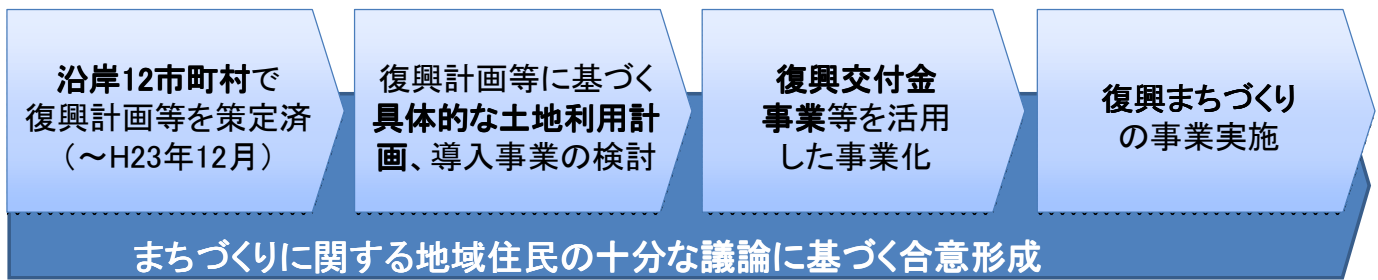 沿岸12市町村で
復興計画等を策定済
（～H23年12月）
復興計画等に基づく
具体的な土地利用計
画、導入事業の検討
復興交付金
事業等を活用
した事業化
復興まちづくり
の事業実施
まちづくりに関する地域住民の十分な議論に基づく合意形成